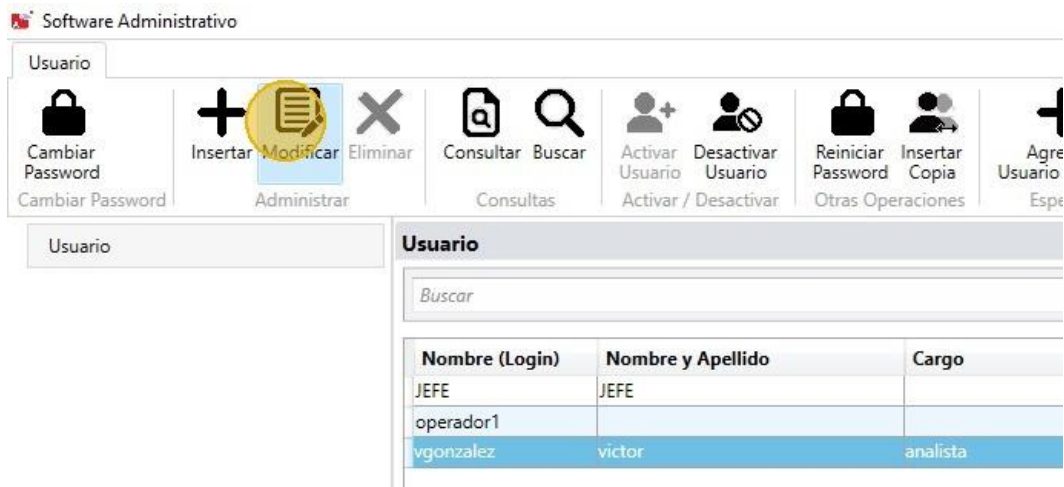 Software Administrativo
Usuario
Cambiar Password
Insertar Modificar Eliminar
Consultar Buscar
Activar Usuario
Desactivar Usuario
Reiniciar Password
Insertar Copia
Usuario
Cambiar Password
Administrar
Consultas
Activar / Desactivar
Otras Operaciones
Usuario
Usuario
Buscar
Nombre (Login) Nombre y Apellido Cargo
JEFE JEFE
operador1
vgonzalez victor analista